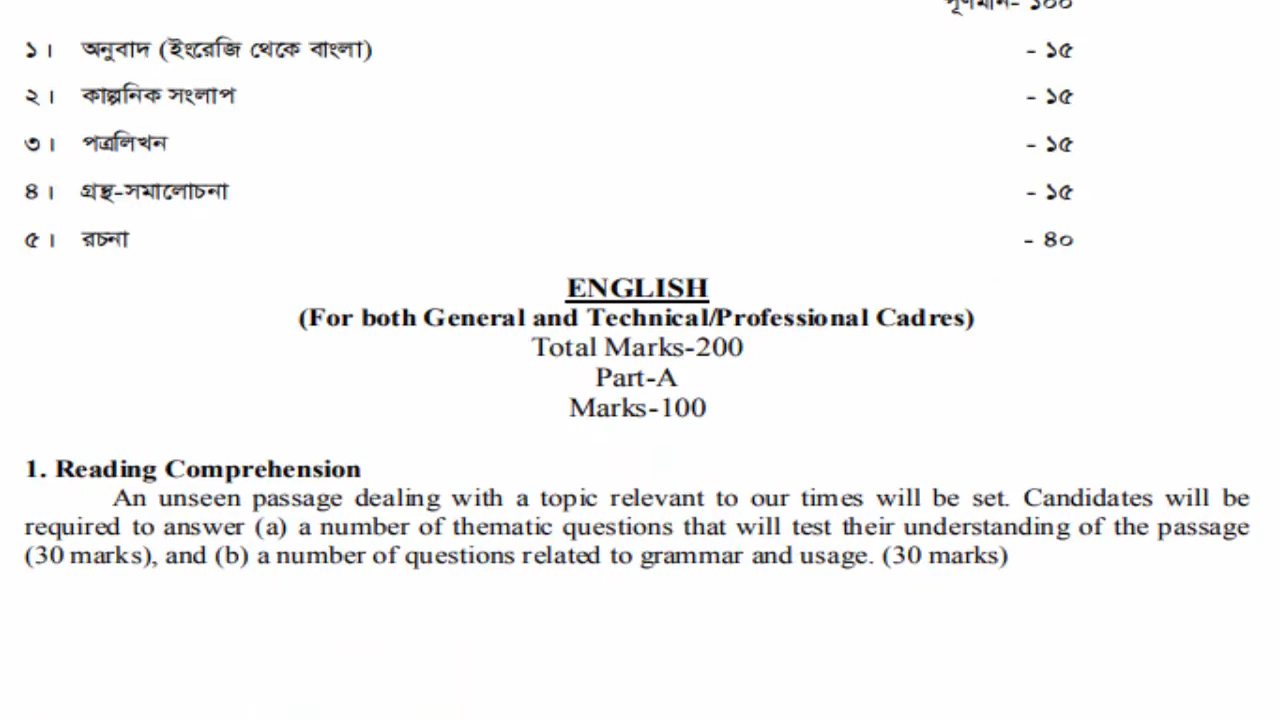 পূর্ণমান- ১০০
১। অনুবাদ (ইংরেজি থেকে বাংলা) - ১৫
২। কাল্পনিক সংলাপ - ১৫
৩। পত্রলিখন - ১৫
৪। গ্রন্থ-সমালোচনা - ১৫
৫। রচনা - ৪০
ENGLISH
(For both General and Technical/Professional Cadres)
Total Marks-200
Part-A
Marks-100
1. Reading Comprehension
An unseen passage dealing with a topic relevant to our times will be set. Candidates will be
required to answer (a) a number of thematic questions that will test their understanding of the passage
(30 marks), and (b) a number of questions related to grammar and usage. (30 marks)